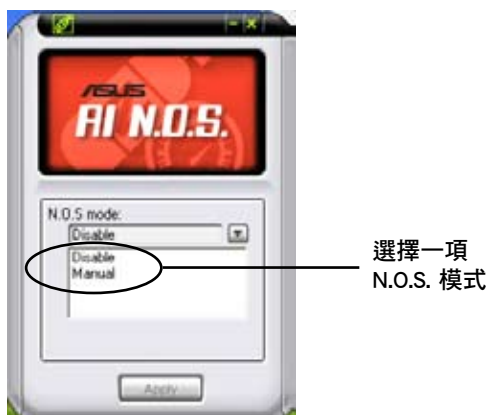 ASUS
AI N.O.S.
N.O.S mode:
Disable
Disable
Manual
選擇一項
N.O.S. 模式
Apply